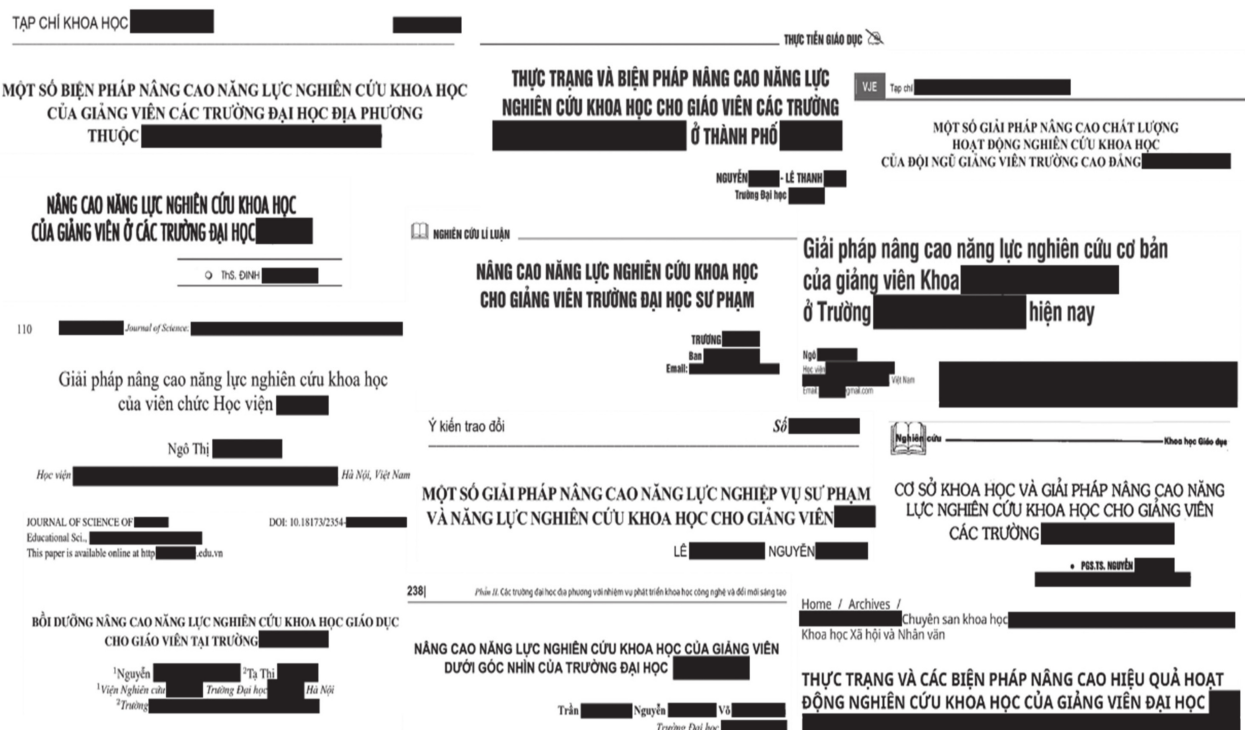 TẠP CHÍ KHOA HỌC
MỘT SỐ BIỆN PHÁP NÂNG CAO NĂNG LỰC NGHIÊN CỨU KHOA HỌC
CỦA GIẢNG VIÊN CÁC TRƯỜNG ĐẠI HỌC ĐỊA PHƯƠNG
THUỘC
THỰC TIỄN GIÁO DỤC
THỰC TRẠNG VÀ BIỆN PHÁP NÂNG CAO NĂNG LỰC
NGHIÊN CỨU KHOA HỌC CHO GIÁO VIÊN CÁC TRƯỜNG
Ở THÀNH PHỐ
NGUYỄN - LÊ THANH
Trường Đại học
VJE Tạp chí
MỘT SỐ GIẢI PHÁP NÂNG CAO CHẤT LƯỢNG
HOẠT ĐỘNG NGHIÊN CỨU KHOA HỌC
CỦA ĐỘI NGŨ GIẢNG VIÊN TRƯỜNG CAO ĐẲNG
NÂNG CAO NĂNG LỰC NGHIÊN CỨU KHOA HỌC
CỦA GIẢNG VIÊN Ở CÁC TRƯỜNG ĐẠI HỌC
ThS. ĐINH
NGHIÊN CỨU LÍ LUẬN
NÂNG CAO NĂNG LỰC NGHIÊN CỨU KHOA HỌC
CHO GIẢNG VIÊN TRƯỜNG ĐẠI HỌC SƯ PHẠM
TRƯƠNG
Ban
Email:
Giải pháp nâng cao năng lực nghiên cứu cơ bản
của giảng viên Khoa
ở Trường hiện nay
Ngô
Học viện
Việt Nam
Email: gmail.com
110 Journal of Science:
Giải pháp nâng cao năng lực nghiên cứu khoa học
của viên chức Học viện
Ngô Thị
Học viện Hà Nội, Việt Nam
Ý kiến trao đổi Số
MỘT SỐ GIẢI PHÁP NÂNG CAO NĂNG LỰC NGHIỆP VỤ SƯ PHẠM
VÀ NĂNG LỰC NGHIÊN CỨU KHOA HỌC CHO GIẢNG VIÊN
LÊ NGUYỄN
Nghiên cứu Khoa học Giáo dục
CƠ SỞ KHOA HỌC VÀ GIẢI PHÁP NÂNG CAO NĂNG
LỰC NGHIÊN CỨU KHOA HỌC CHO GIẢNG VIÊN
CÁC TRƯỜNG
• PGS.TS. NGUYỄN
JOURNAL OF SCIENCE OF DOI: 10.18173/2354-
Educational Sci.,
This paper is available online at http .edu.vn
BỒI DƯỠNG NÂNG CAO NĂNG LỰC NGHIÊN CỨU KHOA HỌC GIÁO DỤC
CHO GIÁO VIÊN TẠI TRƯỜNG
¹Nguyễn ²Tạ Thị
¹Viện Nghiên cứu Trường Đại học Hà Nội
²Trường
238| Phần II. Các trường đại học địa phương với nhiệm vụ phát triển khoa học công nghệ và đổi mới sáng tạo
NÂNG CAO NĂNG LỰC NGHIÊN CỨU KHOA HỌC CỦA GIẢNG VIÊN
DƯỚI GÓC NHÌN CỦA TRƯỜNG ĐẠI HỌC
Trần Nguyễn Võ
Trường Đại học
Home / Archives /
Chuyên san khoa học
Khoa học Xã hội và Nhân văn
THỰC TRẠNG VÀ CÁC BIỆN PHÁP NÂNG CAO HIỆU QUẢ HOẠT
ĐỘNG NGHIÊN CỨU KHOA HỌC CỦA GIẢNG VIÊN ĐẠI HỌC